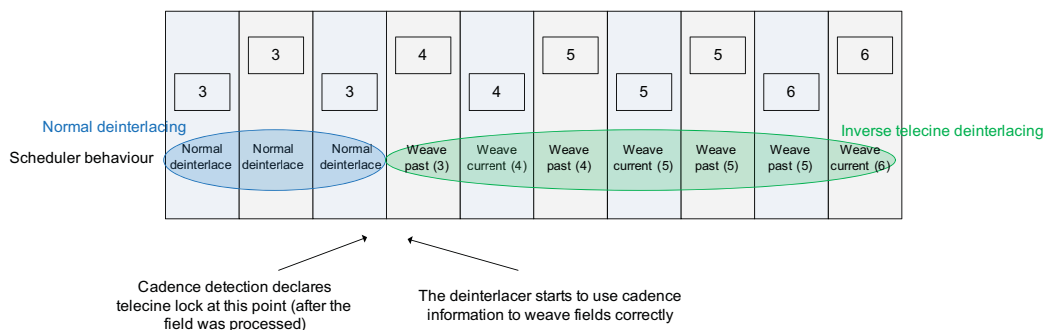 3 4 5 5 6
3 3 4 5 6
Normal deinterlacing
Inverse telecine deinterlacing
Scheduler behaviour
Normal deinterlace
Normal deinterlace
Normal deinterlace
Weave past (3)
Weave current (4)
Weave past (4)
Weave current (5)
Weave past (5)
Weave past (5)
Weave current (6)
Cadence detection declares
telecine lock at this point (after the
field was processed)
The deinterlacer starts to use cadence
information to weave fields correctly